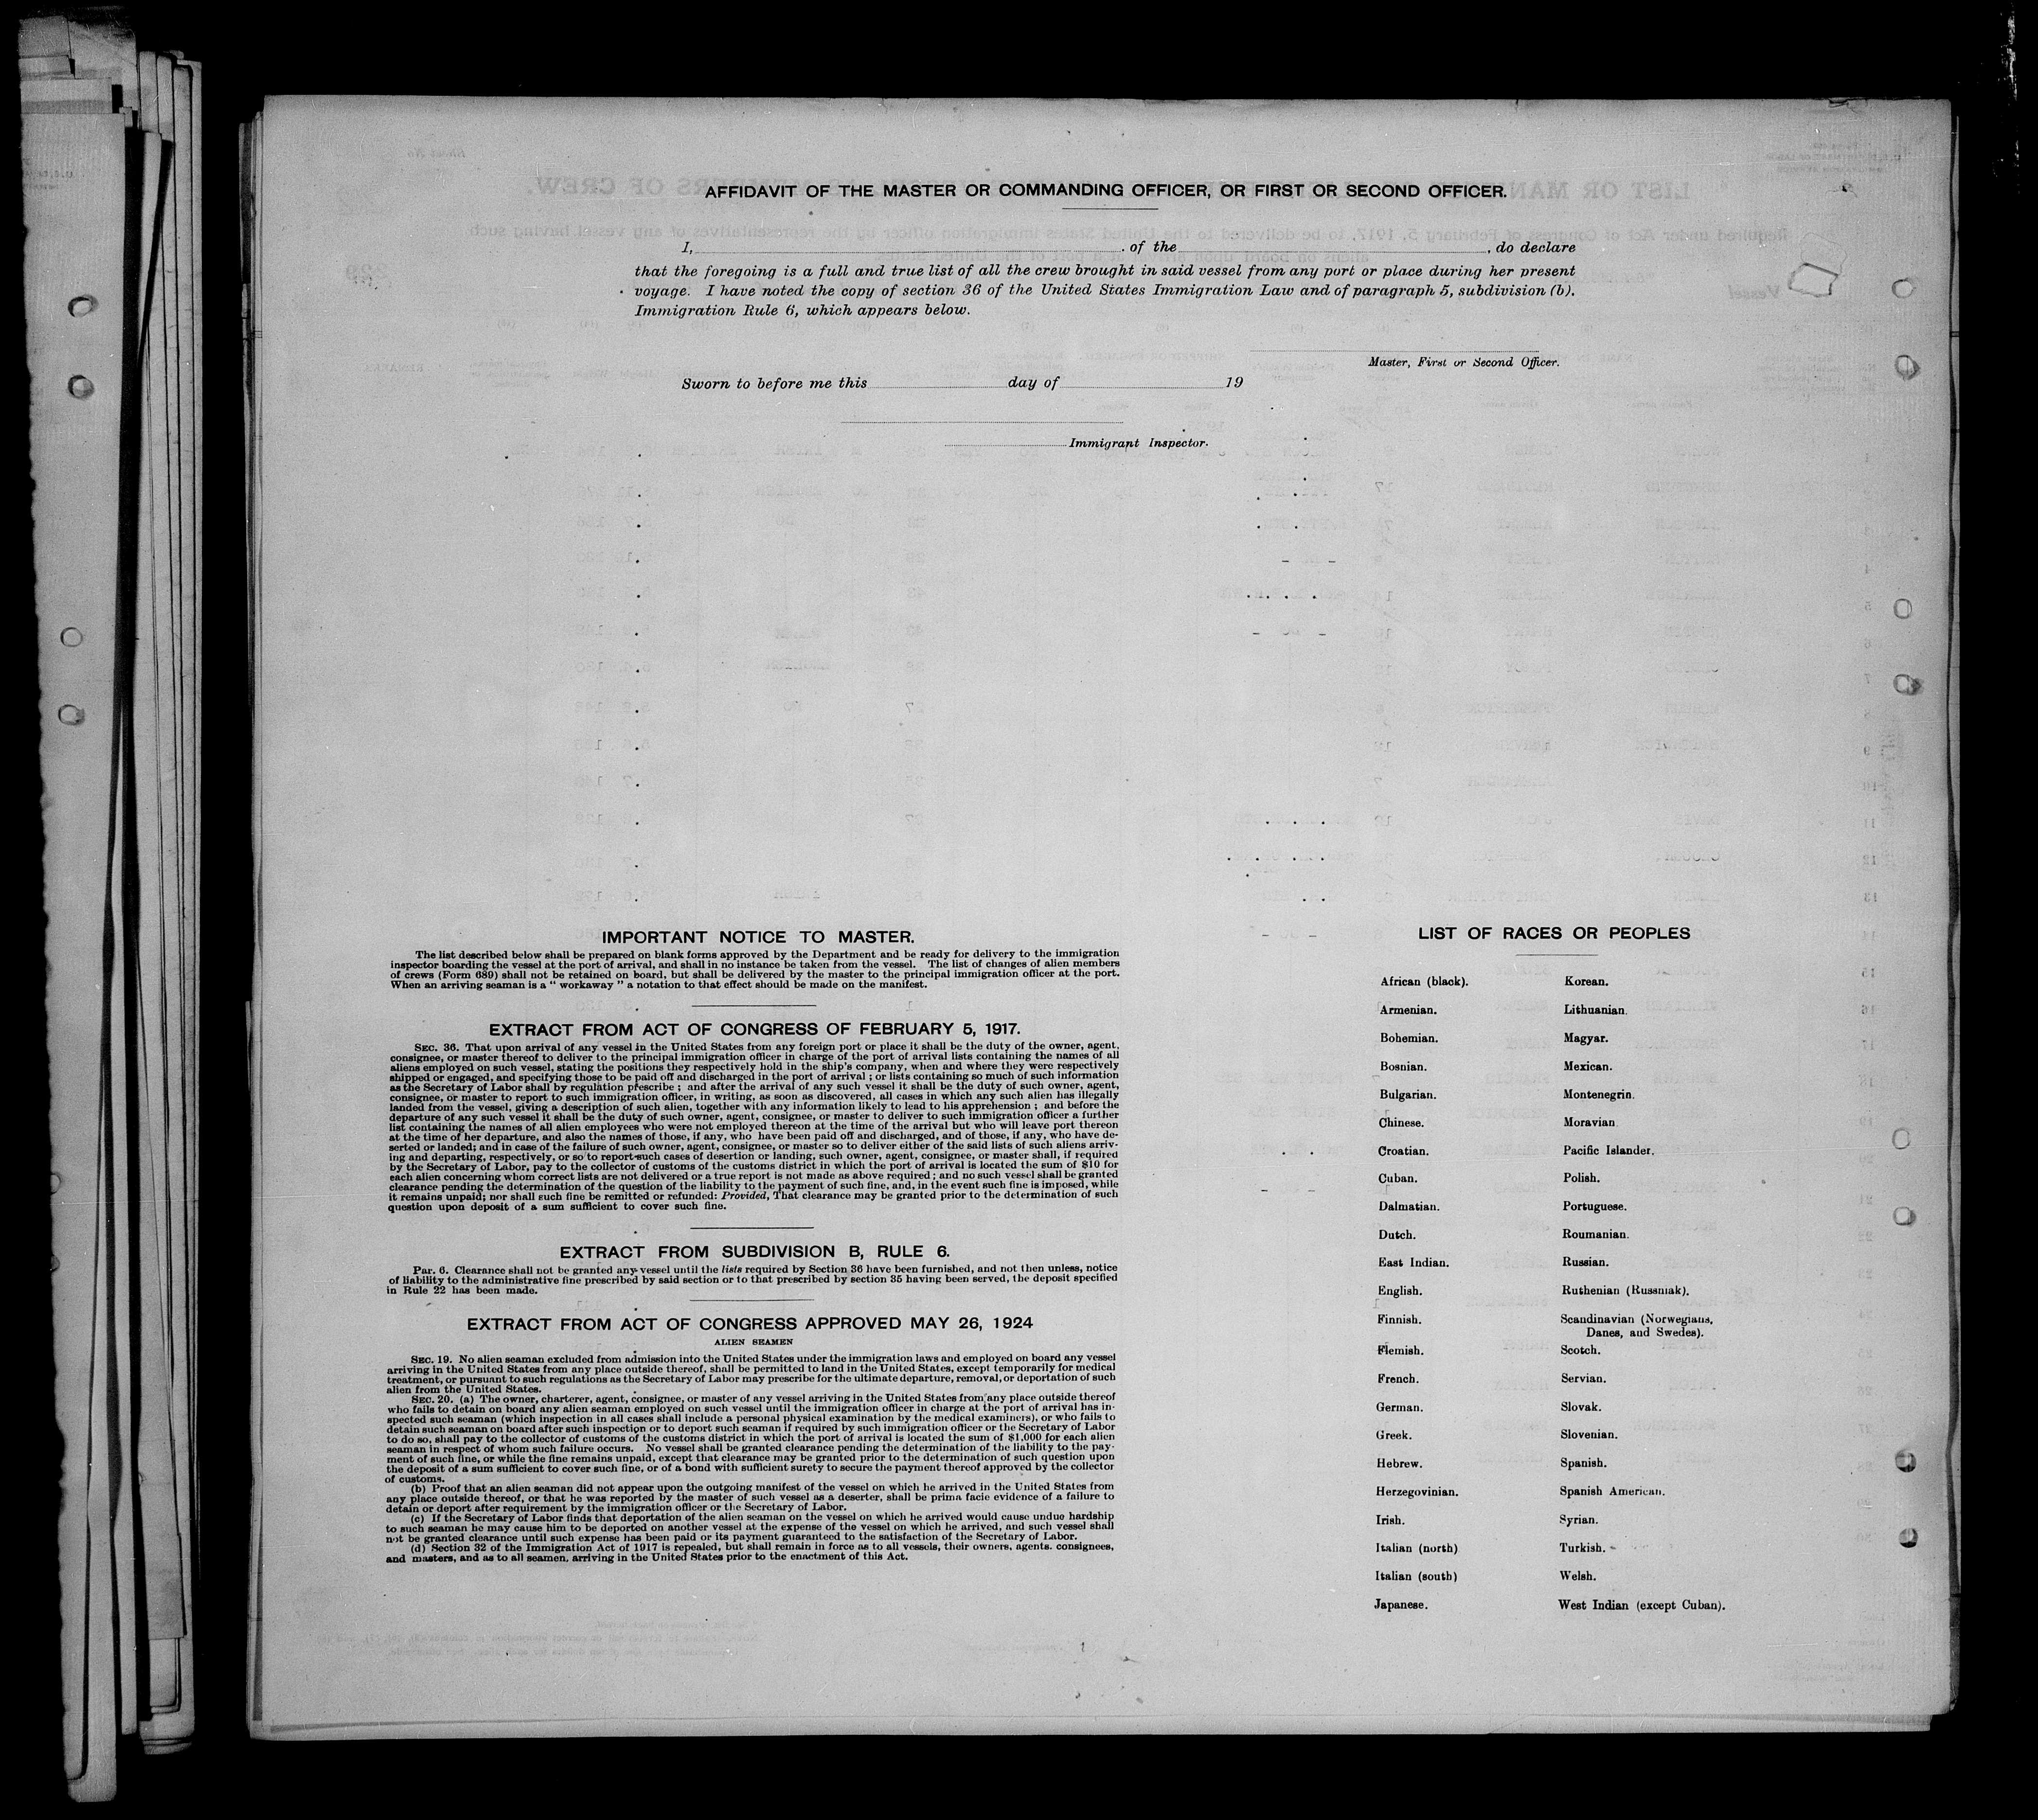 AFFIDAVIT OF THE MASTER OR COMMANDING OFFICER, OR FIRST OR SECOND OFFICER.
I, , of the , do declare
that the foregoing is a full and true list of all the crew brought in said vessel from any port or place during her present
voyage. I have noted the copy of section 36 of the United States Immigration Law and of paragraph 5, subdivision (b).
Immigration Rule 6, which appears below.
Master, First or Second Officer.
Sworn to before me this day of 19
Immigrant Inspector.
IMPORTANT NOTICE TO MASTER.
The list described below shall be prepared on blank forms approved by the Department and be ready for delivery to the immigration
inspector boarding the vessel at the port of arrival, and shall in no instance be taken from the vessel. The list of changes of alien members
of crews (Form 689) shall not be retained on board, but shall be delivered by the master to the principal immigration officer at the port.
When an arriving seaman is a " workaway " a notation to that effect should be made on the manifest.
EXTRACT FROM ACT OF CONGRESS OF FEBRUARY 5, 1917.
SEC. 36. That upon arrival of any vessel in the United States from any foreign port or place it shall be the duty of the owner, agent,
consignee, or master thereof to deliver to the principal immigration officer in charge of the port of arrival lists containing the names of all
aliens employed on such vessel, stating the positions they respectively hold in the ship's company, when and where they were respectively
shipped or engaged, and specifying those to be paid off and discharged in the port of arrival ; or lists containing so much of such information
as the Secretary of Labor shall by regulation prescribe ; and after the arrival of any such vessel it shall be the duty of such owner, agent,
consignee, or master to report to such immigration officer, in writing, as soon as discovered, all cases in which any such alien has illegally
landed from the vessel, giving a description of such alien, together with any information likely to lead to his apprehension ; and before the
departure of any such vessel it shall be the duty of such owner, agent, consignee, or master to deliver to such immigration officer a further
list containing the names of all alien employees who were not employed thereon at the time of the arrival but who will leave port thereon
at the time of her departure, and also the names of those, if any, who have been paid off and discharged, and of those, if any, who have de-
serted or landed; and in case of the failure of such owner, agent, consignee, or master so to deliver either of the said lists of such aliens arriv-
ing and departing, respectively, or so to report such cases of desertion or landing, such owner, agent, consignee, or master shall, if required
by the Secretary of Labor, pay to the collector of customs of the customs district in which the port of arrival is located the sum of $10 for
each alien concerning whom correct lists are not delivered or a true report is not made as above required ; and no such vessel shall be granted
clearance pending the determination of the question of the liability to the payment of such fine, and, in the event such fine is imposed, while
it remains unpaid; nor shall such fine be remitted or refunded: Provided, That clearance may be granted prior to the determination of such
question upon deposit of a sum sufficient to cover such fine.
EXTRACT FROM SUBDIVISION B, RULE 6.
Par. 6. Clearance shall not be granted any vessel until the lists required by Section 36 have been furnished, and not then unless, notice
of liability to the administrative fine prescribed by said section or to that prescribed by section 35 having been served, the deposit specified
in Rule 22 has been made.
EXTRACT FROM ACT OF CONGRESS APPROVED MAY 26, 1924
ALIEN SEAMEN
SEC. 19. No alien seaman excluded from admission into the United States under the immigration laws and employed on board any vessel
arriving in the United States from any place outside thereof, shall be permitted to land in the United States, except temporarily for medical
treatment, or pursuant to such regulations as the Secretary of Labor may prescribe for the ultimate departure, removal, or deportation of such
alien from the United States.
SEC. 20. (a) The owner, charterer, agent, consignee, or master of any vessel arriving in the United States from any place outside thereof
who fails to detain on board any alien seaman employed on such vessel until the immigration officer in charge at the port of arrival has in-
spected such seaman (which inspection in all cases shall include a personal physical examination by the medical examiners), or who fails to
detain such seaman on board after such inspection or to deport such seaman if required by such immigration officer or the Secretary of Labor
to do so, shall pay to the collector of customs of the customs district in which the port of arrival is located the sum of $1,000 for each alien
seaman in respect of whom such failure occurs. No vessel shall be granted clearance pending the determination of the liability to the pay-
ment of such fine, or while the fine remains unpaid, except that clearance may be granted prior to the determination of such question upon
the deposit of a sum sufficient to cover such fine, or of a bond with sufficient surety to secure the payment thereof approved by the collector
of customs.
(b) Proof that an alien seaman did not appear upon the outgoing manifest of the vessel on which he arrived in the United States from
any place outside thereof, or that he was reported by the master of such vessel as a deserter, shall be prima facie evidence of a failure to
detain or deport after requirement by the immigration officer or the Secretary of Labor.
(c) If the Secretary of Labor finds that deportation of the alien seaman on the vessel on which he arrived would cause undue hardship
to such seaman he may cause him to be deported on another vessel at the expense of the vessel on which he arrived, and such vessel shall
not be granted clearance until such expense has been paid or its payment guaranteed to the satisfaction of the Secretary of Labor.
(d) Section 32 of the Immigration Act of 1917 is repealed, but shall remain in force as to all vessels, their owners, agents. consignees,
and masters, and as to all seamen, arriving in the United States prior to the enactment of this Act.
LIST OF RACES OR PEOPLES
African (black).
Armenian.
Bohemian.
Bosnian.
Bulgarian.
Chinese.
Croatian.
Cuban.
Dalmatian.
Dutch.
East Indian.
English.
Finnish.
Flemish.
French.
German.
Greek.
Hebrew.
Herzegovinian.
Irish.
Italian (north)
Italian (south)
Japanese.
Korean.
Lithuanian.
Magyar.
Mexican.
Montenegrin.
Moravian
Pacific Islander.
Polish.
Portuguese.
Roumanian.
Russian.
Ruthenian (Russniak).
Scandinavian (Norwegians,
Danes, and Swedes).
Scotch.
Servian.
Slovak.
Slovenian.
Spanish.
Spanish American.
Syrian.
Turkish.
Welsh.
West Indian (except Cuban).